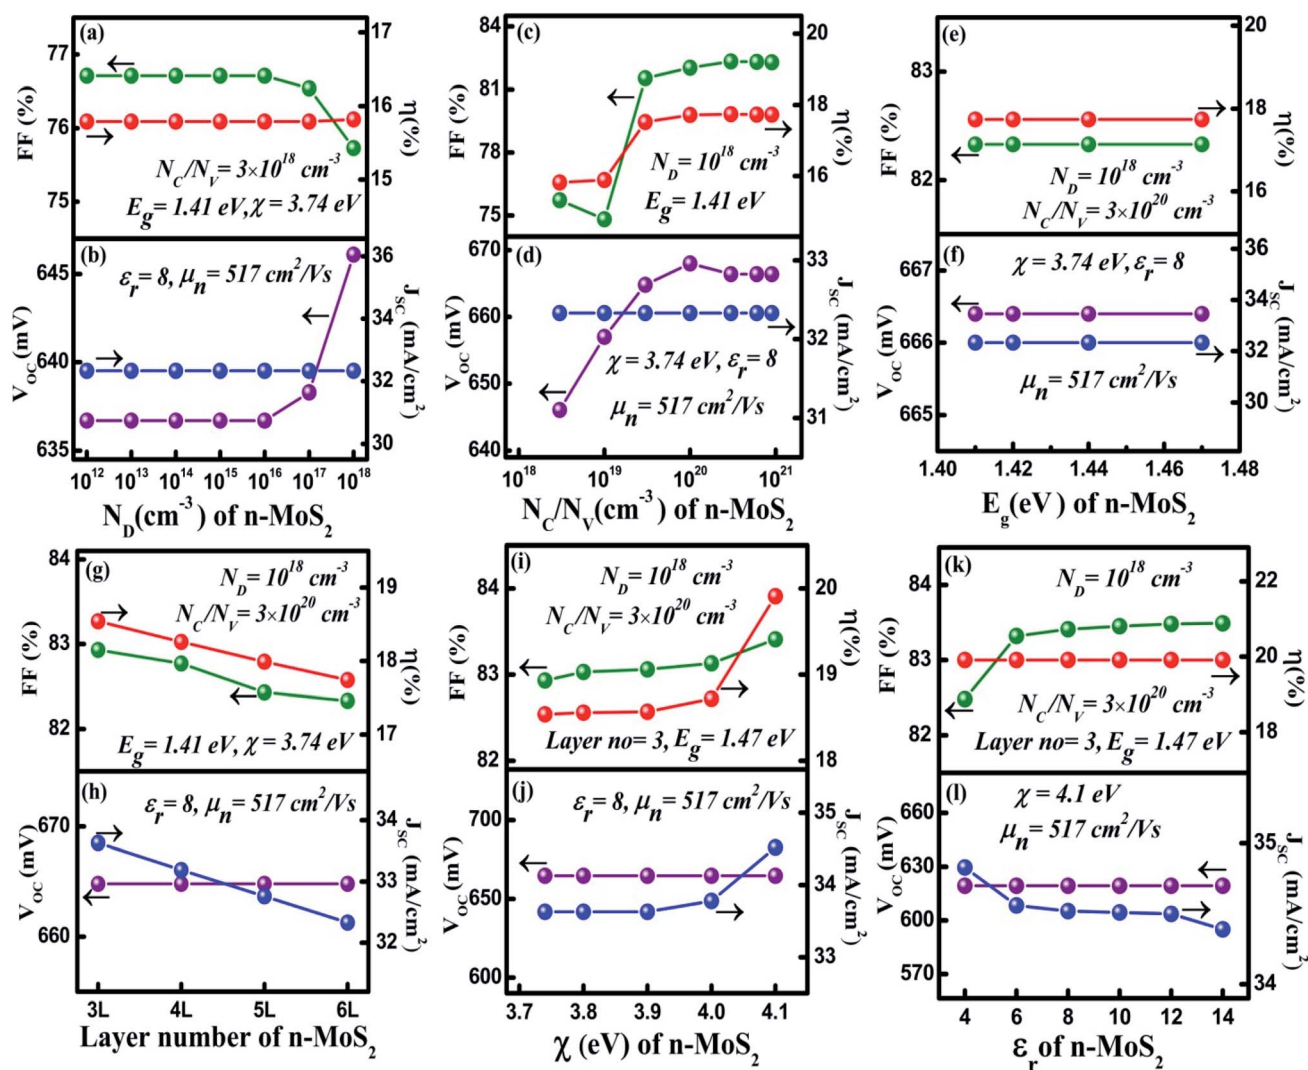 (a)
77
76
75
FF (%)
17
16
15
η(%)
N_C/N_V = 3×10^18 cm^-3
E_g = 1.41 eV, χ = 3.74 eV
(b)
645
640
635
V_OC (mV)
ε_r = 8, μ_n = 517 cm^2/Vs
36
34
32
30
J_SC (mA/cm^2)
10^12 10^13 10^14 10^15 10^16 10^17 10^18
N_D(cm^-3) of n-MoS_2
(c)
84
81
78
75
FF (%)
20
18
16
η(%)
N_D = 10^18 cm^-3
E_g = 1.41 eV
(d)
670
660
650
640
V_OC (mV)
33
32
31
J_SC (mA/cm^2)
χ = 3.74 eV, ε_r = 8
μ_n = 517 cm^2/Vs
10^18 10^19 10^20 10^21
N_C/N_V(cm^-3) of n-MoS_2
(e)
83
82
FF (%)
20
18
16
η(%)
N_D = 10^18 cm^-3
N_C/N_V = 3×10^20 cm^-3
(f)
667
666
665
V_OC (mV)
χ = 3.74 eV, ε_r = 8
36
34
32
30
J_SC (mA/cm^2)
μ_n = 517 cm^2/Vs
1.40 1.42 1.44 1.46 1.48
E_g(eV) of n-MoS_2
(g)
84
83
82
FF (%)
19
18
17
η(%)
N_D = 10^18 cm^-3
N_C/N_V = 3×10^20 cm^-3
E_g = 1.41 eV, χ = 3.74 eV
(h)
670
660
V_OC (mV)
ε_r = 8, μ_n = 517 cm^2/Vs
34
33
32
J_SC (mA/cm^2)
3L 4L 5L 6L
Layer number of n-MoS_2
(i)
84
83
82
FF (%)
20
19
18
η(%)
N_D = 10^18 cm^-3
N_C/N_V = 3×10^20 cm^-3
Layer no= 3, E_g = 1.47 eV
(j)
700
650
600
V_OC (mV)
ε_r = 8, μ_n = 517 cm^2/Vs
35
34
33
J_SC (mA/cm^2)
3.7 3.8 3.9 4.0 4.1
χ (eV) of n-MoS_2
(k)
84
83
82
FF (%)
22
20
18
η(%)
N_D = 10^18 cm^-3
N_C/N_V = 3×10^20 cm^-3
Layer no= 3, E_g = 1.47 eV
(l)
660
630
600
570
V_OC (mV)
χ = 4.1 eV
μ_n = 517 cm^2/Vs
35
34
J_SC (mA/cm^2)
4 6 8 10 12 14
ε_r of n-MoS_2